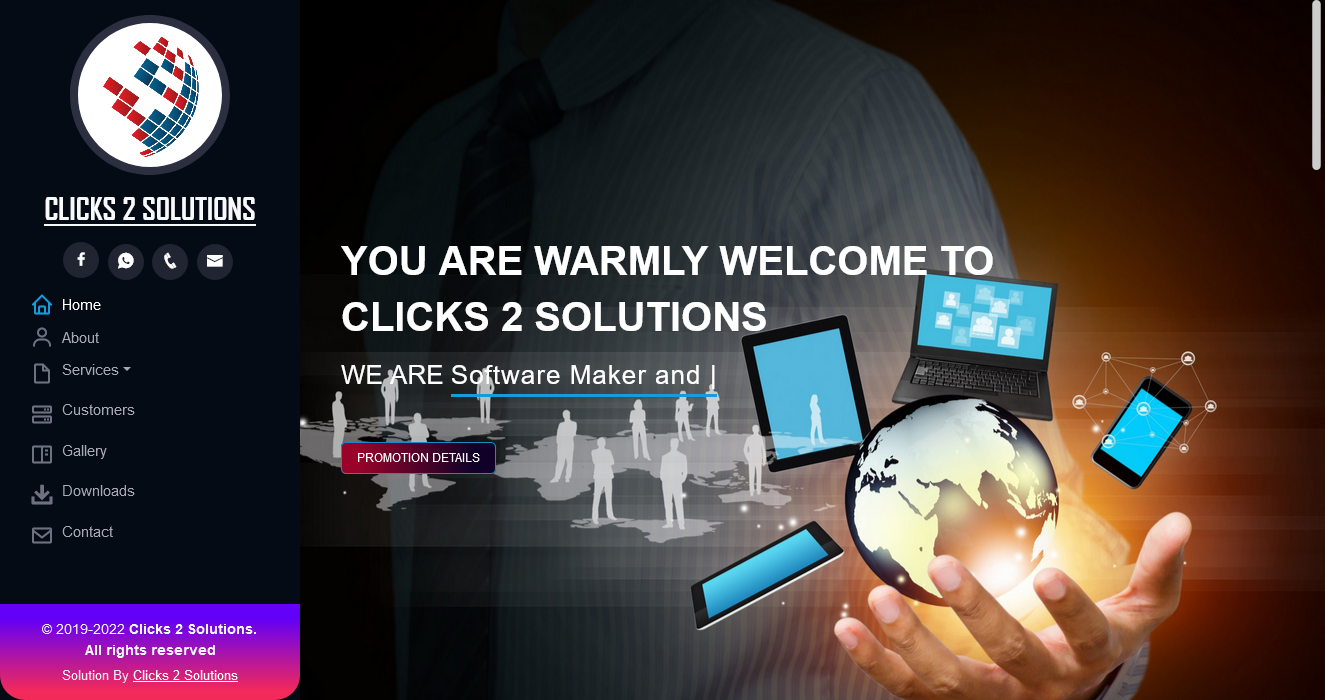 CLICKS 2 SOLUTIONS
Home
About
Services
Customers
Gallery
Downloads
Contact
© 2019-2022 Clicks 2 Solutions.
All rights reserved
Solution By Clicks 2 Solutions
YOU ARE WARMLY WELCOME TO
CLICKS 2 SOLUTIONS
WE ARE Software Maker and |
PROMOTION DETAILS